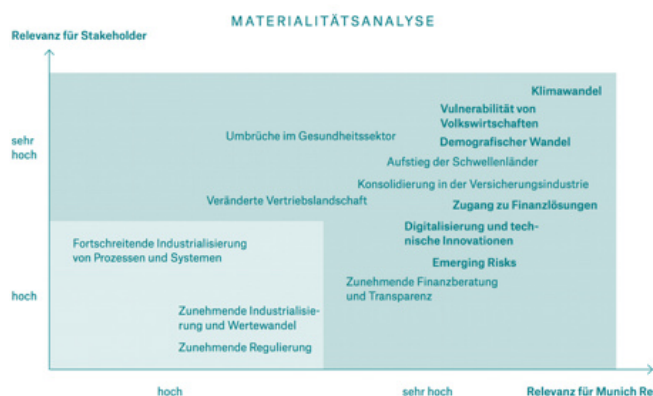 MATERIALITÄTSANALYSE
Relevanz für Stakeholder
Klimawandel
Vulnerabilität von
Volkswirtschaften
sehr
hoch
Umbrüche im Gesundheitssektor
Demografischer Wandel
Aufstieg der Schwellenländer
Konsolidierung in der Versicherungsindustrie
Veränderte Vertriebslandschaft
Zugang zu Finanzlösungen
Digitalisierung und tech-
nische Innovationen
Fortschreitende Industrialisierung
von Prozessen und Systemen
Emerging Risks
Zunehmende Finanzberatung
und Transparenz
hoch
Zunehmende Industrialisie-
rung und Wertewandel
Zunehmende Regulierung
hoch
sehr hoch
Relevanz für Munich Re